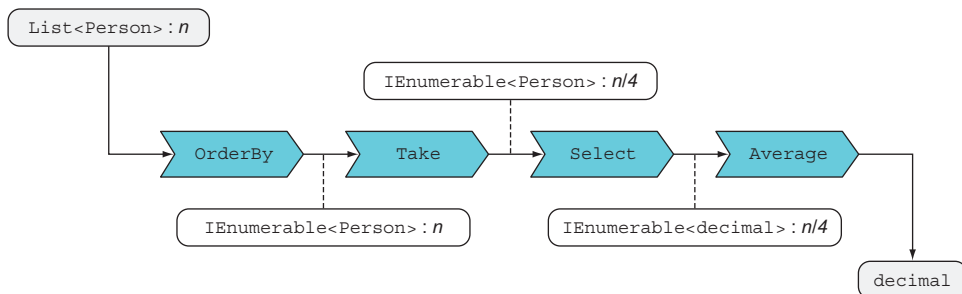 List<Person> : n
IEnumerable<Person> : n/4
OrderBy
Take
Select
Average
IEnumerable<Person> : n
IEnumerable<decimal> : n/4
decimal